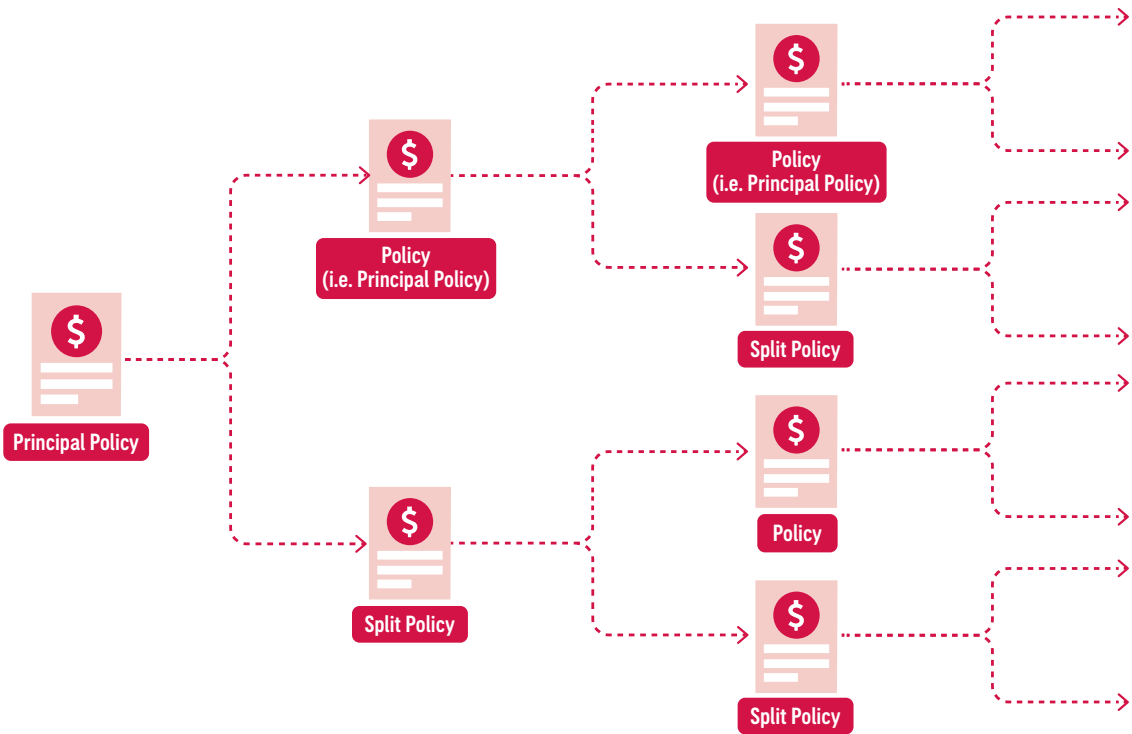 $
Policy
(i.e. Principal Policy)
$
Policy
(i.e. Principal Policy)
$
Split Policy
$
Principal Policy
$
Policy
$
Split Policy
$
Split Policy